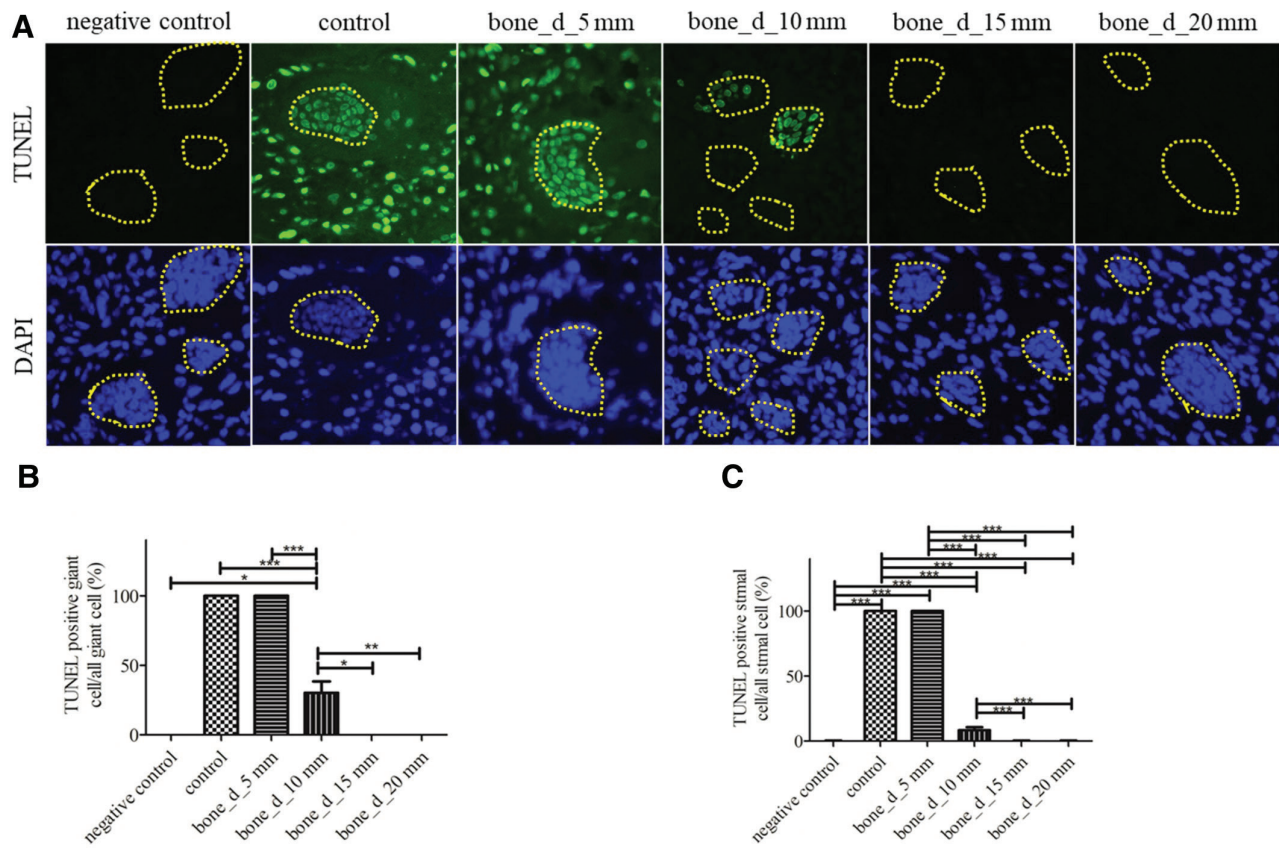 A
negative control control bone_d_5 mm bone_d_10 mm bone_d_15 mm bone_d_20 mm
TUNEL
DAPI
B
TUNEL positive giant
cell/all giant cell (%)
100
50
0
***
***
*
**
*
negative control
control
bone_d_5 mm
bone_d_10 mm
bone_d_15 mm
bone_d_20 mm
C
TUNEL positive strmal
cell/all strmal cell (%)
100
50
0
***
***
***
***
***
***
***
***
***
***
***
negative control
control
bone_d_5 mm
bone_d_10 mm
bone_d_15 mm
bone_d_20 mm